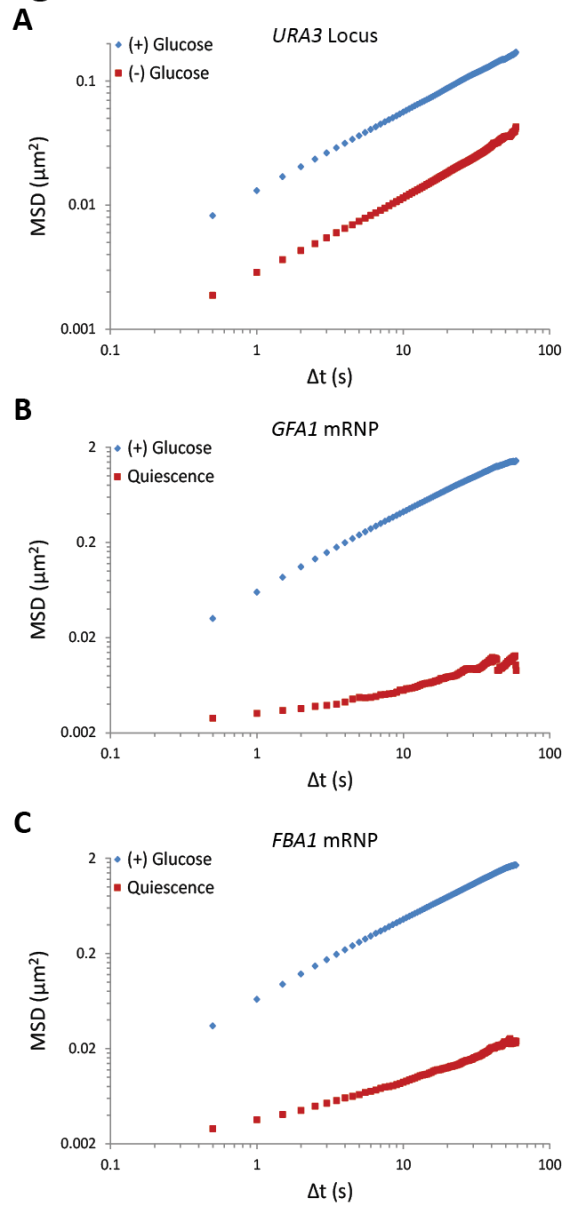 A
URA3 Locus
(+) Glucose
(-) Glucose
0.1
0.01
0.001
MSD (µm²)
0.1 1 10 100
Δt (s)
B
GFA1 mRNP
(+) Glucose
Quiescence
2
0.2
0.02
0.002
MSD (µm²)
0.1 1 10 100
Δt (s)
C
FBA1 mRNP
(+) Glucose
Quiescence
2
0.2
0.02
0.002
MSD (µm²)
0.1 1 10 100
Δt (s)